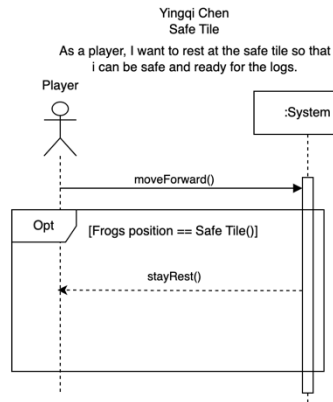 Yingqi Chen
Safe Tile
As a player, I want to rest at the safe tile so that
i can be safe and ready for the logs.
Player
:System
moveForward()
Opt
[Frogs position == Safe Tile()]
stayRest()